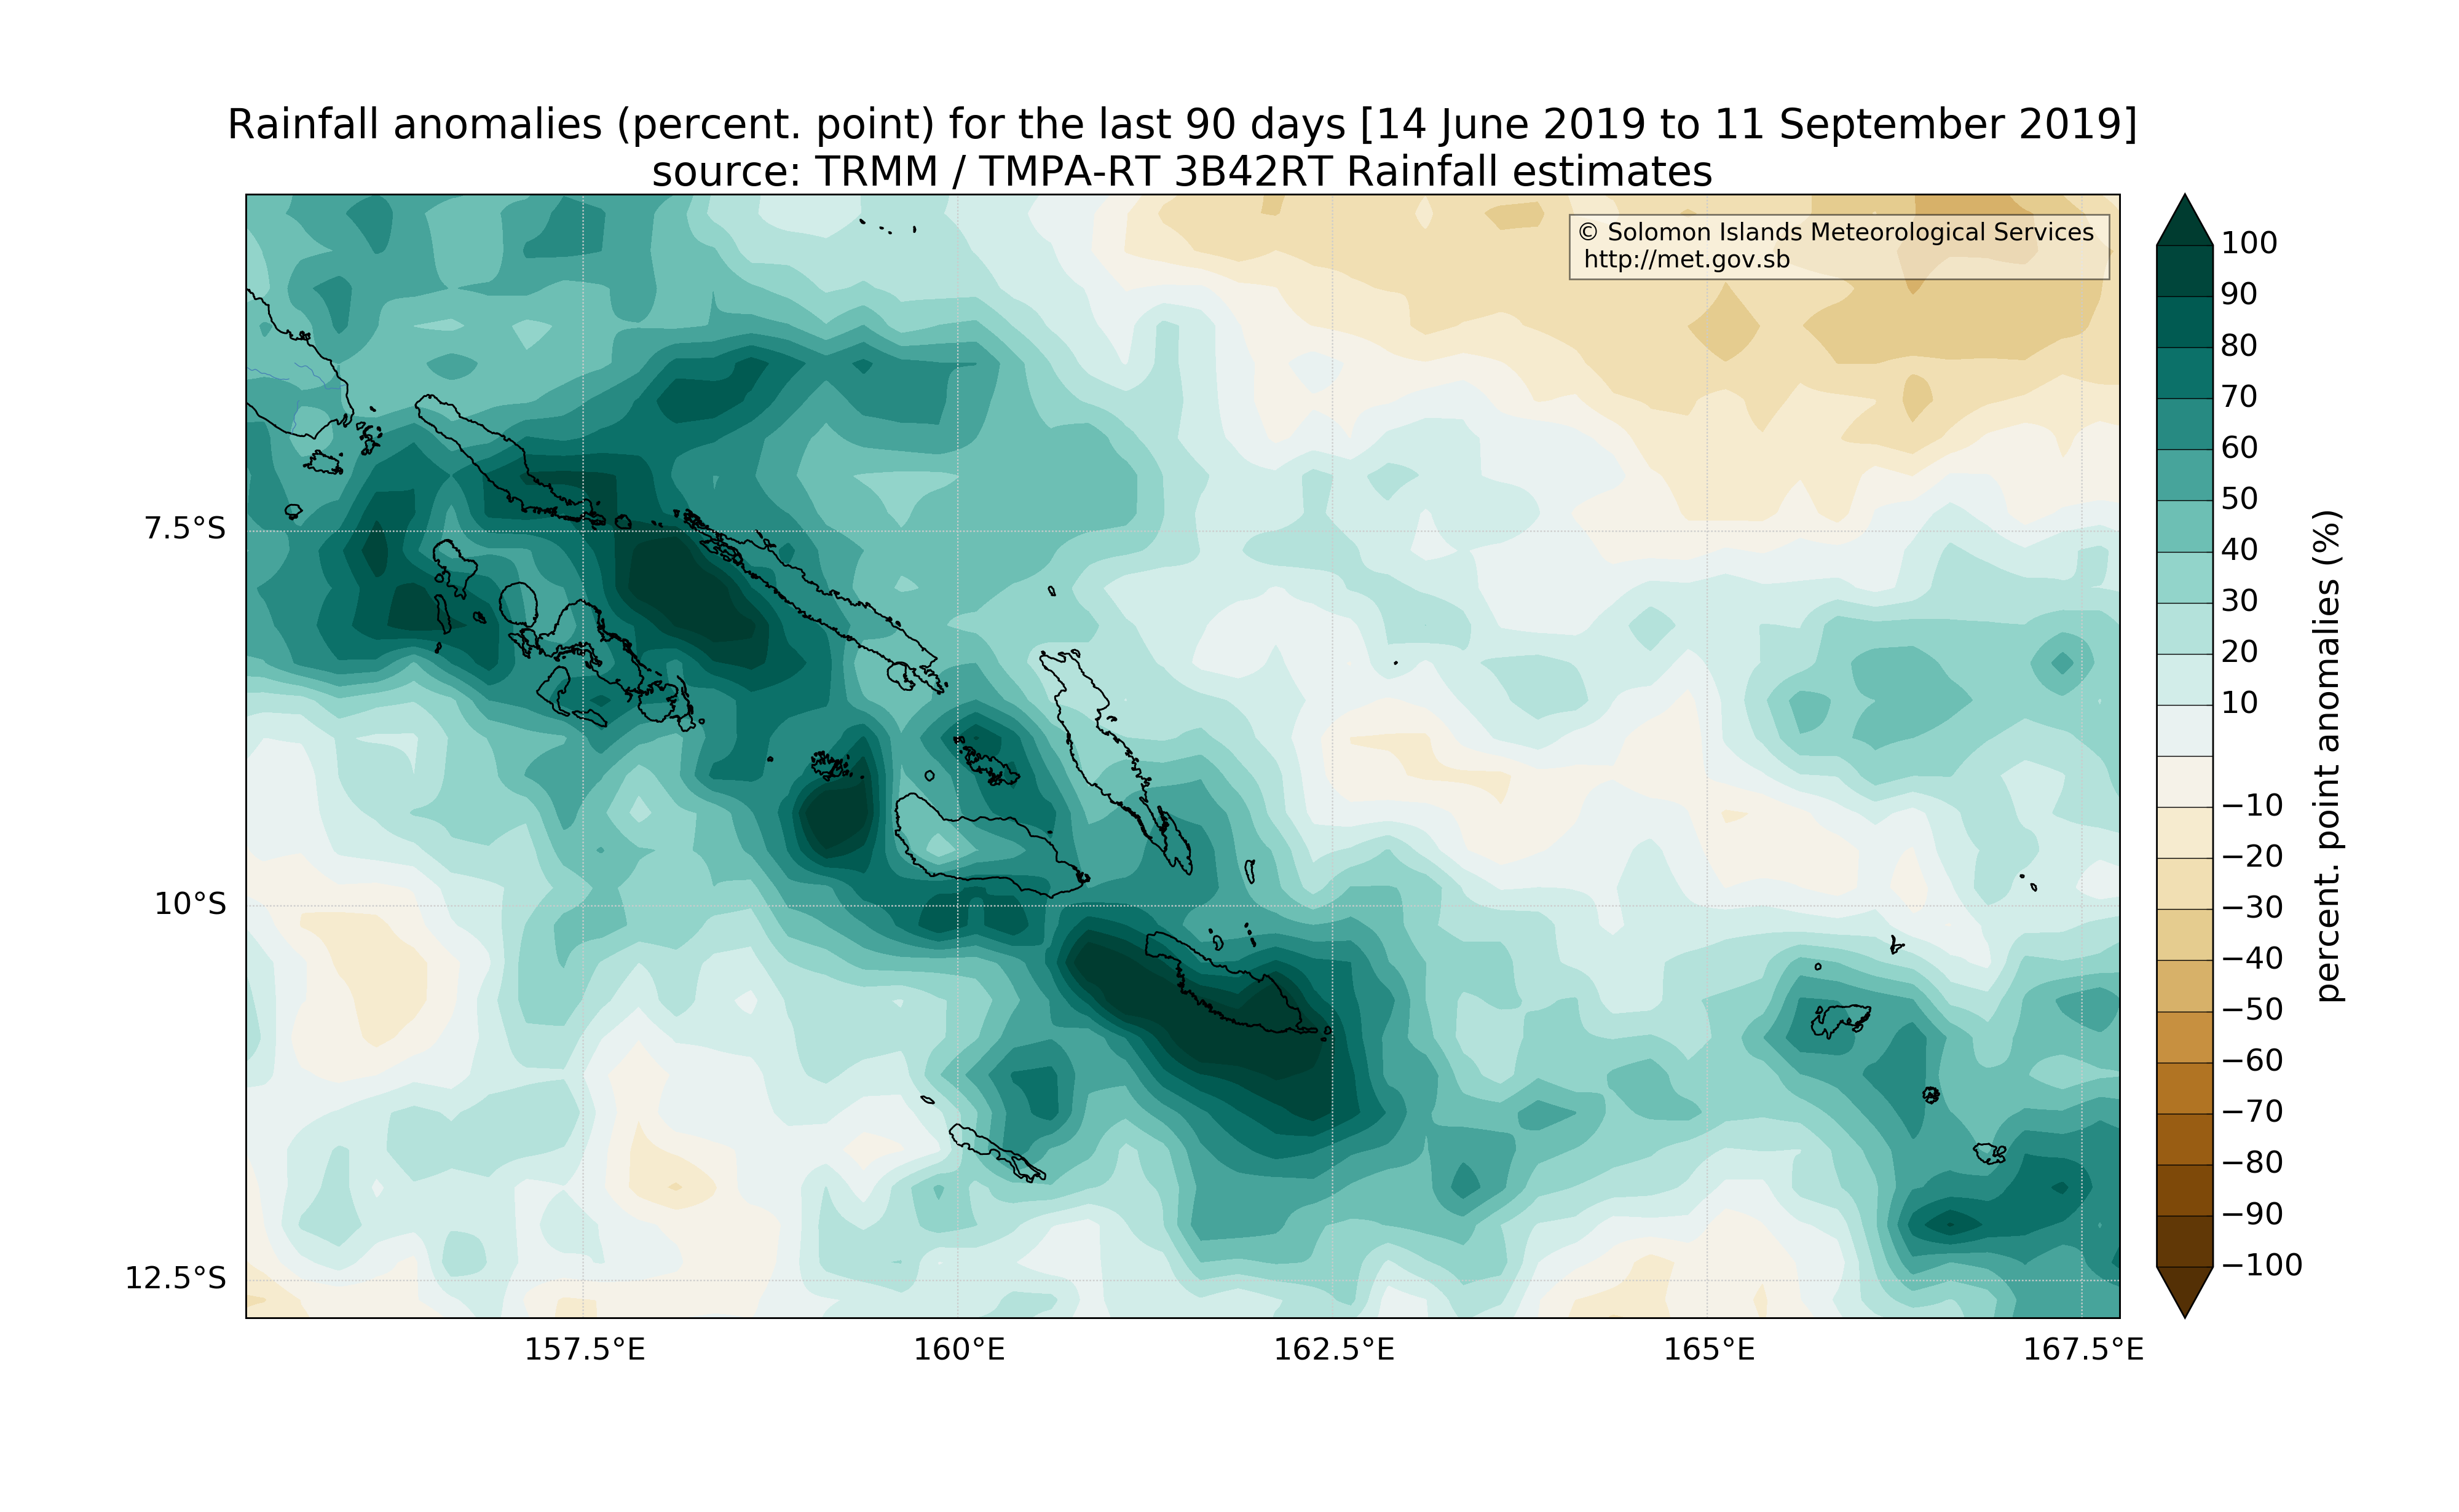 Rainfall anomalies (percent. point) for the last 90 days [14 June 2019 to 11 September 2019]
source: TRMM / TMPA-RT 3B42RT Rainfall estimates
© Solomon Islands Meteorological Services
http://met.gov.sb
7.5°S
10°S
12.5°S
157.5°E
160°E
162.5°E
165°E
167.5°E
100
90
80
70
60
50
40
30
20
10
−10
−20
−30
−40
−50
−60
−70
−80
−90
−100
percent. point anomalies (%)